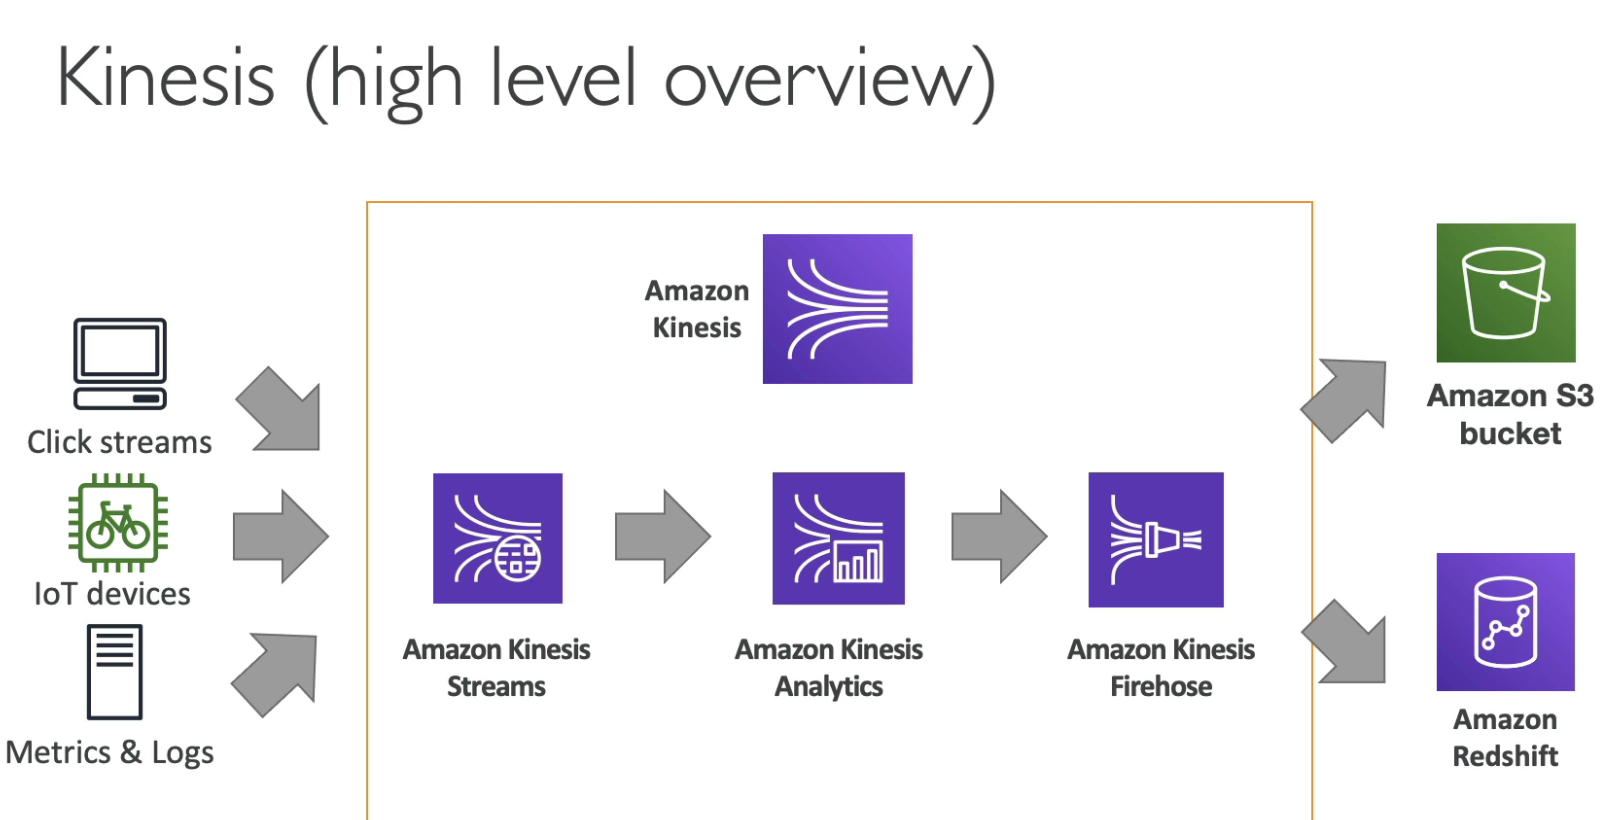 Kinesis (high level overview)
Amazon
Kinesis
Click streams
IoT devices
Metrics & Logs
Amazon Kinesis
Streams
Amazon Kinesis
Analytics
Amazon Kinesis
Firehose
Amazon S3
bucket
Amazon
Redshift